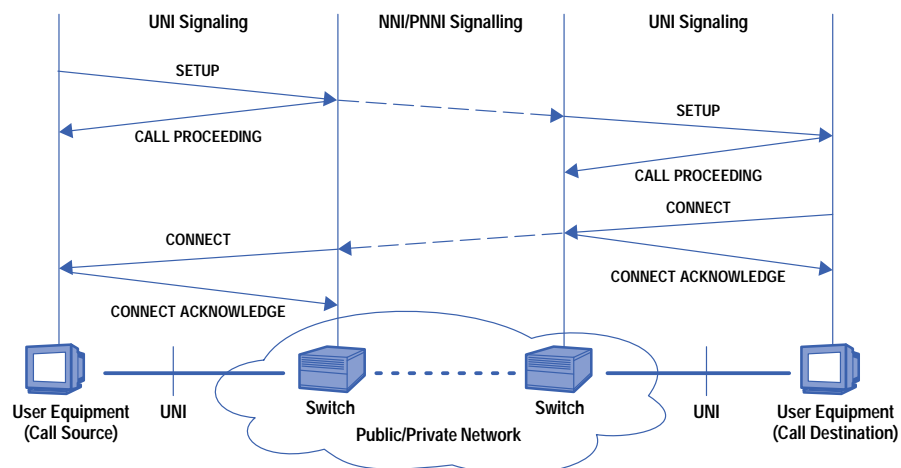 UNI Signaling
NNI/PNNI Signalling
UNI Signaling
SETUP
SETUP
CALL PROCEEDING
CALL PROCEEDING
CONNECT
CONNECT
CONNECT ACKNOWLEDGE
CONNECT ACKNOWLEDGE
User Equipment
(Call Source)
UNI
Switch
Switch
UNI
User Equipment
(Call Destination)
Public/Private Network